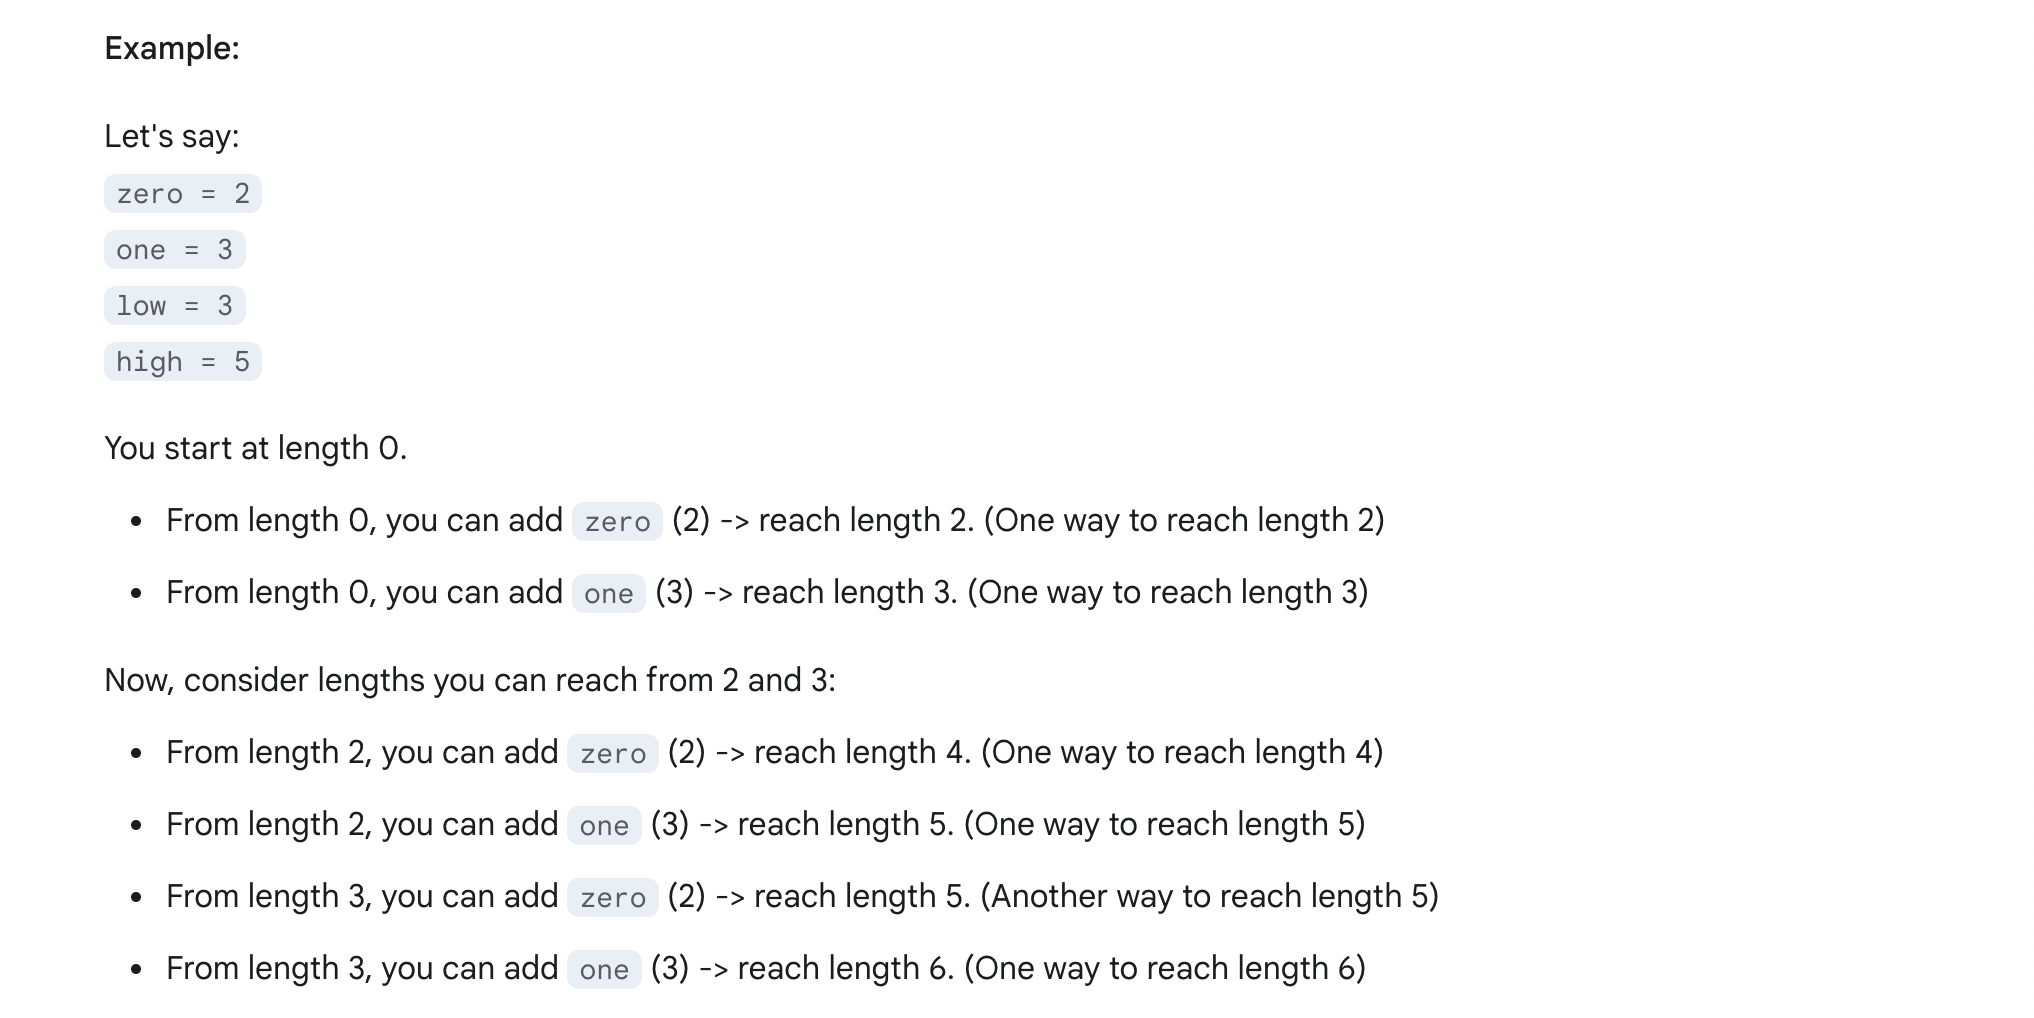 Example:
Let's say:
zero = 2
one = 3
low = 3
high = 5
You start at length 0.
• From length 0, you can add zero (2) -> reach length 2. (One way to reach length 2)
• From length 0, you can add one (3) -> reach length 3. (One way to reach length 3)
Now, consider lengths you can reach from 2 and 3:
• From length 2, you can add zero (2) -> reach length 4. (One way to reach length 4)
• From length 2, you can add one (3) -> reach length 5. (One way to reach length 5)
• From length 3, you can add zero (2) -> reach length 5. (Another way to reach length 5)
• From length 3, you can add one (3) -> reach length 6. (One way to reach length 6)